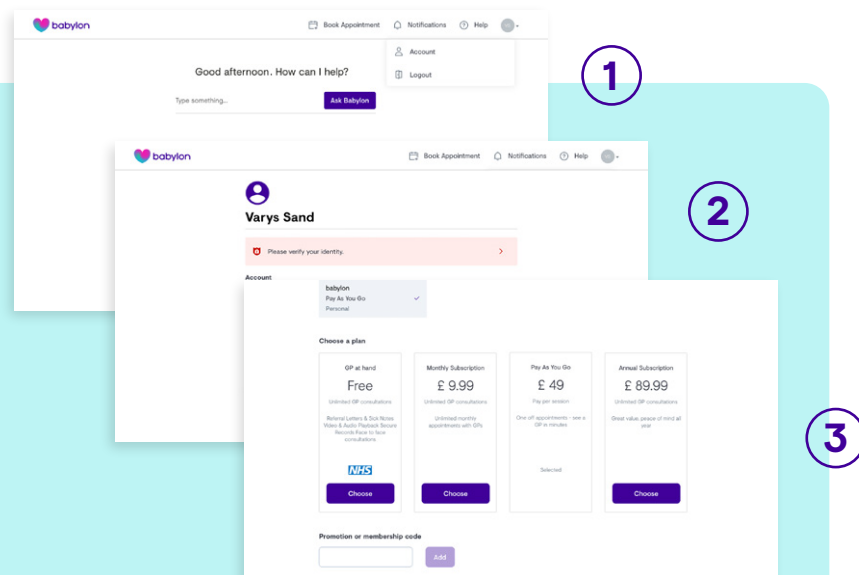 babylon
Book Appointment
Notifications
Help
Account
Logout
Good afternoon. How can I help?
Type something...
Ask Babylon
1
babylon
Book Appointment
Notifications
Help
Varys Sand
Please verify your identity.
Account
2
babylon
Pay As You Go
Personal
Choose a plan
GP at hand
Free
Unlimited GP consultations
Referral Letters & Sick Notes
Video & Audio Playback Secure
Records Face to face
consultations
NHS
Choose
Monthly Subscription
£ 9.99
Unlimited GP consultations
Unlimited monthly
appointments with GPs
Choose
Pay As You Go
£ 49
Pay per session
One off appointments - see a
GP in minutes
Selected
Annual Subscription
£ 89.99
Unlimited GP consultations
Great value, peace of mind all
year
Choose
3
Promotion or membership code
Add